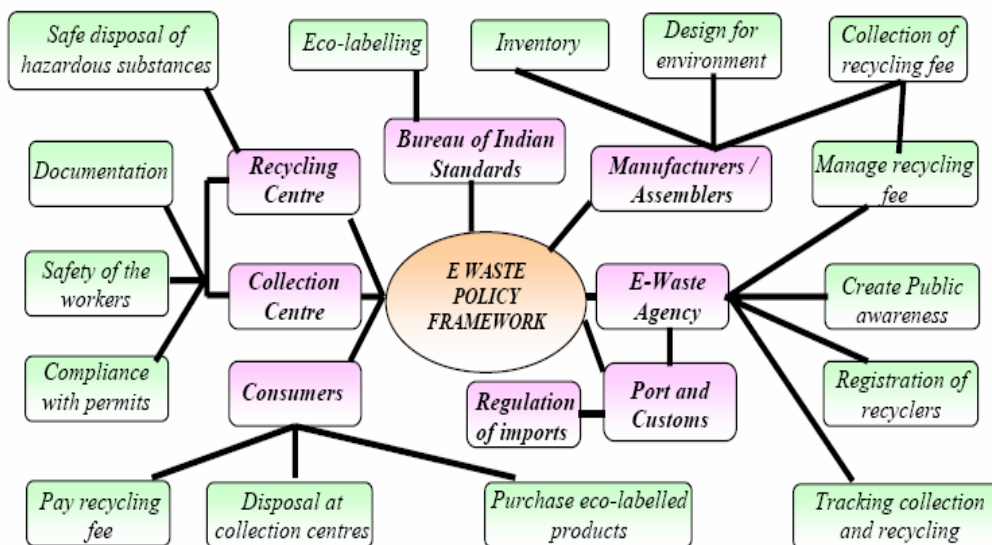 Safe disposal of
hazardous substances
Eco-labelling
Inventory
Design for
environment
Collection of
recycling fee
Bureau of Indian
Standards
Recycling
Centre
Manufacturers /
Assemblers
Documentation
Manage recycling
fee
E WASTE
POLICY
FRAMEWORK
Safety of the
workers
Collection
Centre
E-Waste
Agency
Create Public
awareness
Compliance
with permits
Consumers
Regulation
of imports
Port and
Customs
Registration of
recyclers
Pay recycling
fee
Disposal at
collection centres
Purchase eco-labelled
products
Tracking collection
and recycling